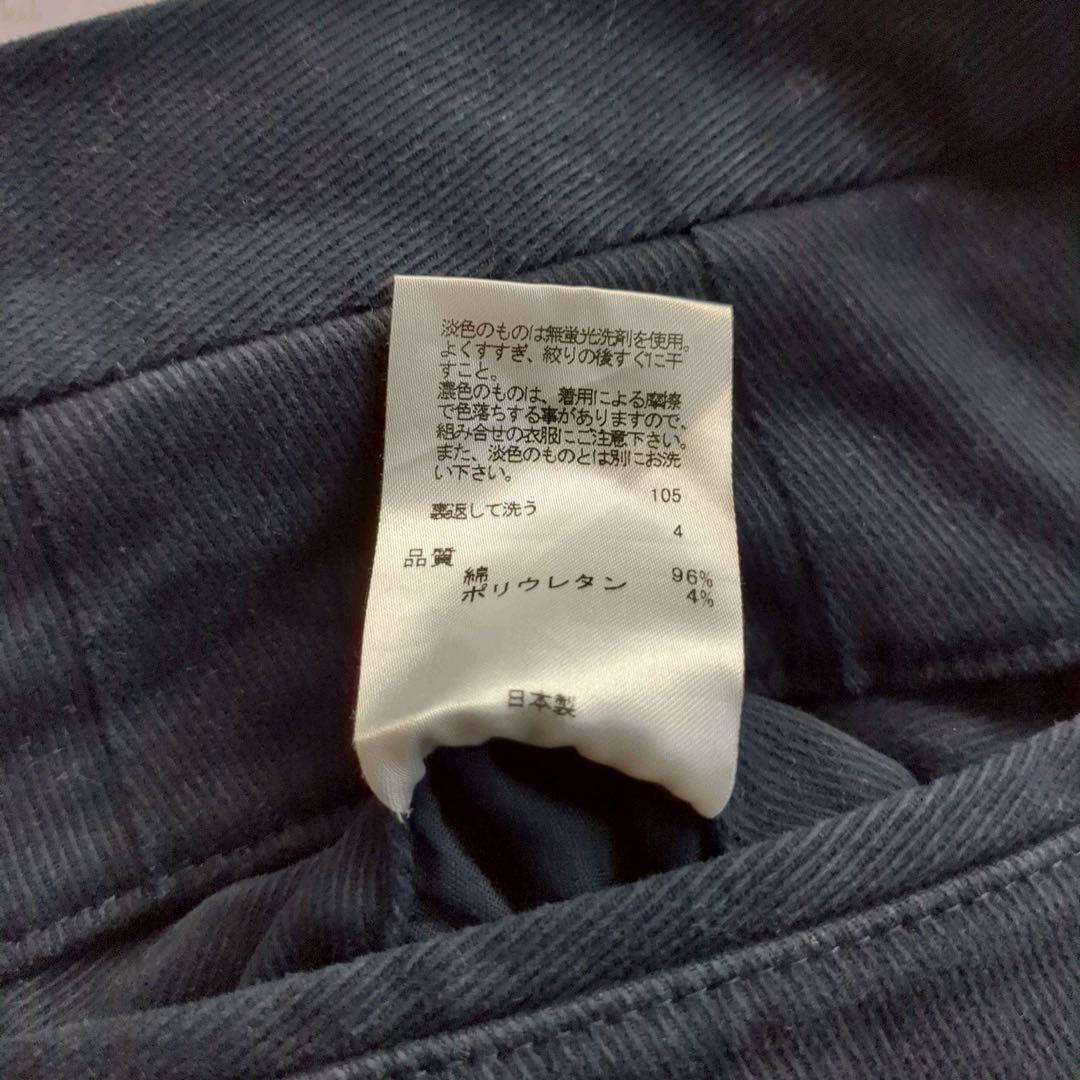 淡色のものは無蛍光洗剤を使用。
よくすすぎ、絞りの後すぐに干
すこと。
濃色のものは、着用による摩擦
で色落ちする事がありますので、
組み合せの衣服にご注意下さい。
また、淡色のものとは別にお洗
い下さい。
105
裏返して洗う
4
品質
綿 96%
ポリウレタン 4%
日本製